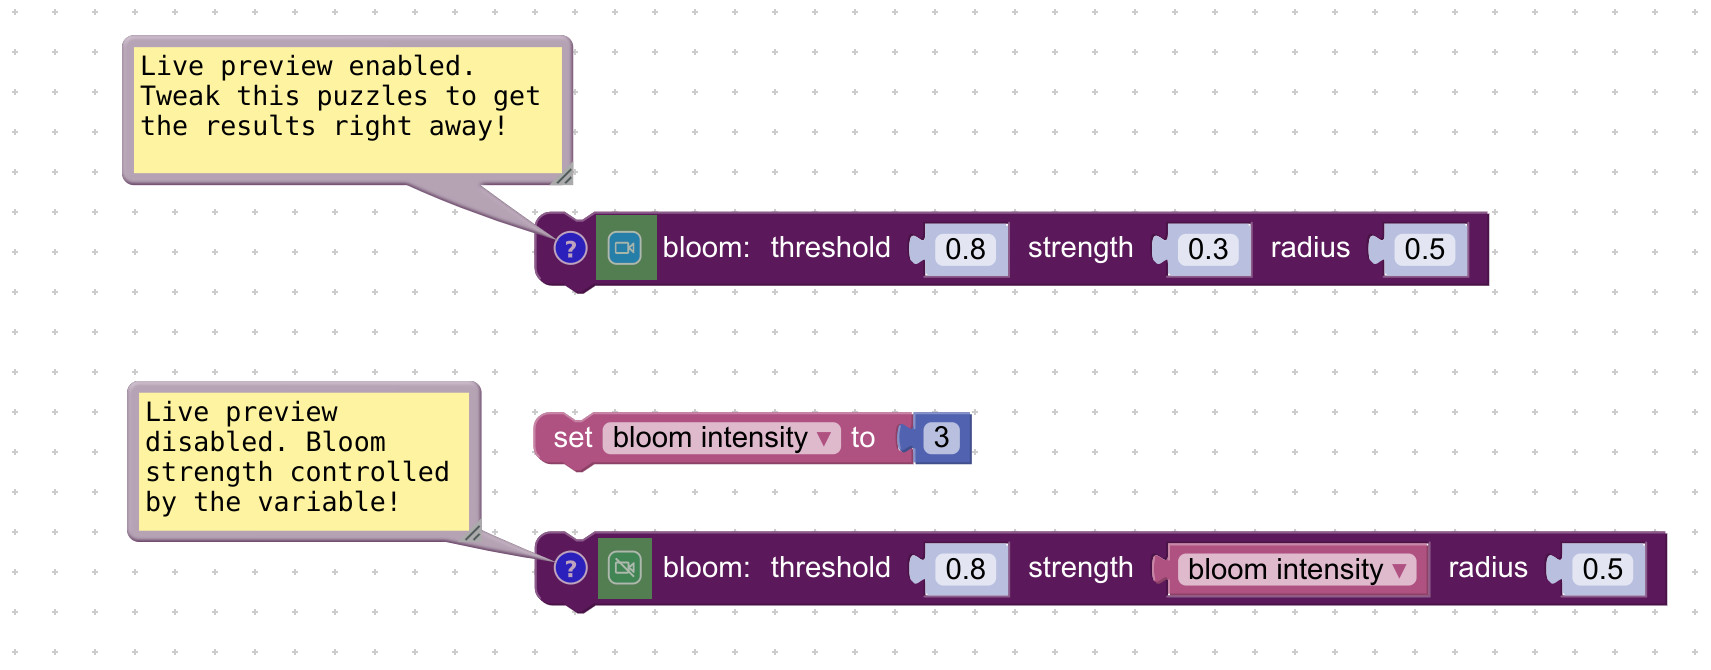 Live preview enabled.
Tweak this puzzles to get
the results right away!
? bloom: threshold 0.8 strength 0.3 radius 0.5
Live preview
disabled. Bloom
strength controlled
by the variable!
set bloom intensity ▾ to 3
? bloom: threshold 0.8 strength bloom intensity ▾ radius 0.5